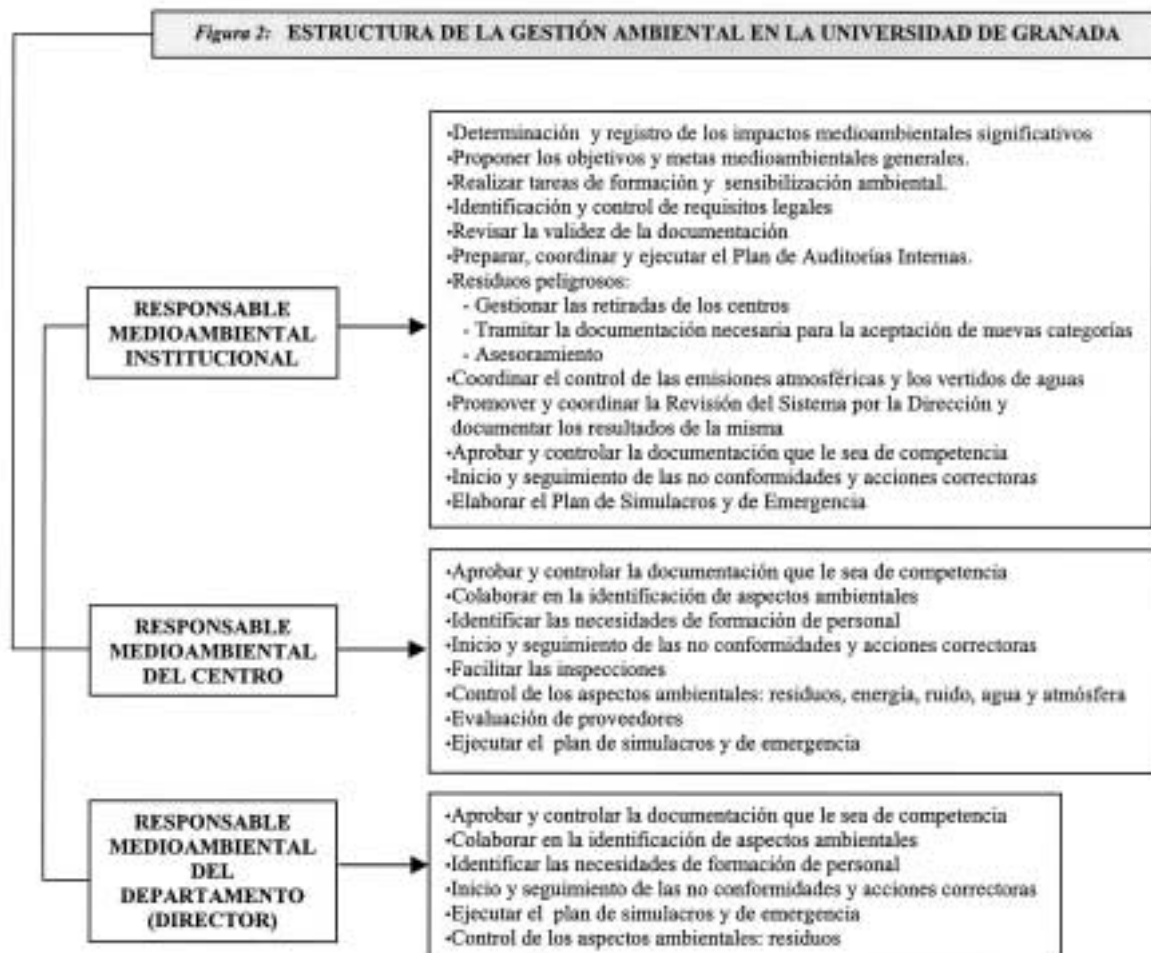 Figura 2: ESTRUCTURA DE LA GESTIÓN AMBIENTAL EN LA UNIVERSIDAD DE GRANADA
RESPONSABLE
MEDIOAMBIENTAL
INSTITUCIONAL
-Determinación y registro de los impactos medioambientales significativos
-Proponer los objetivos y metas medioambientales generales.
-Realizar tareas de formación y sensibilización ambiental.
-Identificación y control de requisitos legales
-Revisar la validez de la documentación
-Preparar, coordinar y ejecutar el Plan de Auditorías Internas.
-Residuos peligrosos:
- Gestionar las retiradas de los centros
- Tramitar la documentación necesaria para la aceptación de nuevas categorías
- Asesoramiento
-Coordinar el control de las emisiones atmosféricas y los vertidos de aguas
-Promover y coordinar la Revisión del Sistema por la Dirección y
documentar los resultados de la misma
-Aprobar y controlar la documentación que le sea de competencia
-Inicio y seguimiento de las no conformidades y acciones correctoras
-Elaborar el Plan de Simulacros y de Emergencia
RESPONSABLE
MEDIOAMBIENTAL
DEL CENTRO
-Aprobar y controlar la documentación que le sea de competencia
-Colaborar en la identificación de aspectos ambientales
-Identificar las necesidades de formación de personal
-Inicio y seguimiento de las no conformidades y acciones correctoras
-Facilitar las inspecciones
-Control de los aspectos ambientales: residuos, energía, ruido, agua y atmósfera
-Evaluación de proveedores
-Ejecutar el plan de simulacros y de emergencia
RESPONSABLE
MEDIOAMBIENTAL
DEL
DEPARTAMENTO
(DIRECTOR)
-Aprobar y controlar la documentación que le sea de competencia
-Colaborar en la identificación de aspectos ambientales
-Identificar las necesidades de formación de personal
-Inicio y seguimiento de las no conformidades y acciones correctoras
-Ejecutar el plan de simulacros y de emergencia
-Control de los aspectos ambientales: residuos